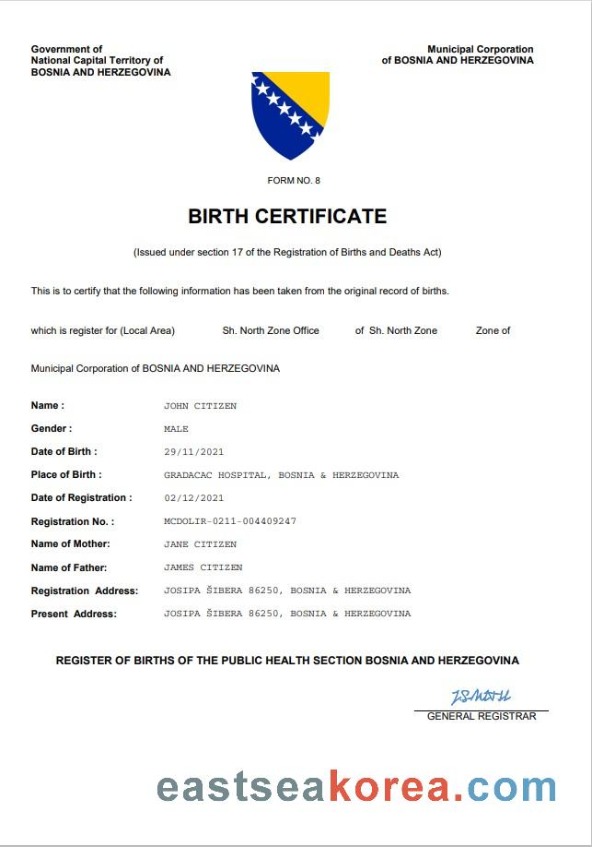 Government of
National Capital Territory of
BOSNIA AND HERZEGOVINA
Municipal Corporation
of BOSNIA AND HERZEGOVINA
FORM NO. 8
BIRTH CERTIFICATE
(Issued under section 17 of the Registration of Births and Deaths Act)
This is to certify that the following information has been taken from the original record of births.
which is register for (Local Area) Sh. North Zone Office of Sh. North Zone Zone of
Municipal Corporation of BOSNIA AND HERZEGOVINA
Name : JOHN CITIZEN
Gender : MALE
Date of Birth : 29/11/2021
Place of Birth : GRADACAC HOSPITAL, BOSNIA & HERZEGOVINA
Date of Registration : 02/12/2021
Registration No. : MCDOLIR-0211-004409247
Name of Mother: JANE CITIZEN
Name of Father: JAMES CITIZEN
Registration Address: JOSIPA ŠIBERA 86250, BOSNIA & HERZEGOVINA
Present Address: JOSIPA ŠIBERA 86250, BOSNIA & HERZEGOVINA
REGISTER OF BIRTHS OF THE PUBLIC HEALTH SECTION BOSNIA AND HERZEGOVINA
GENERAL REGISTRAR
eastseakorea.com